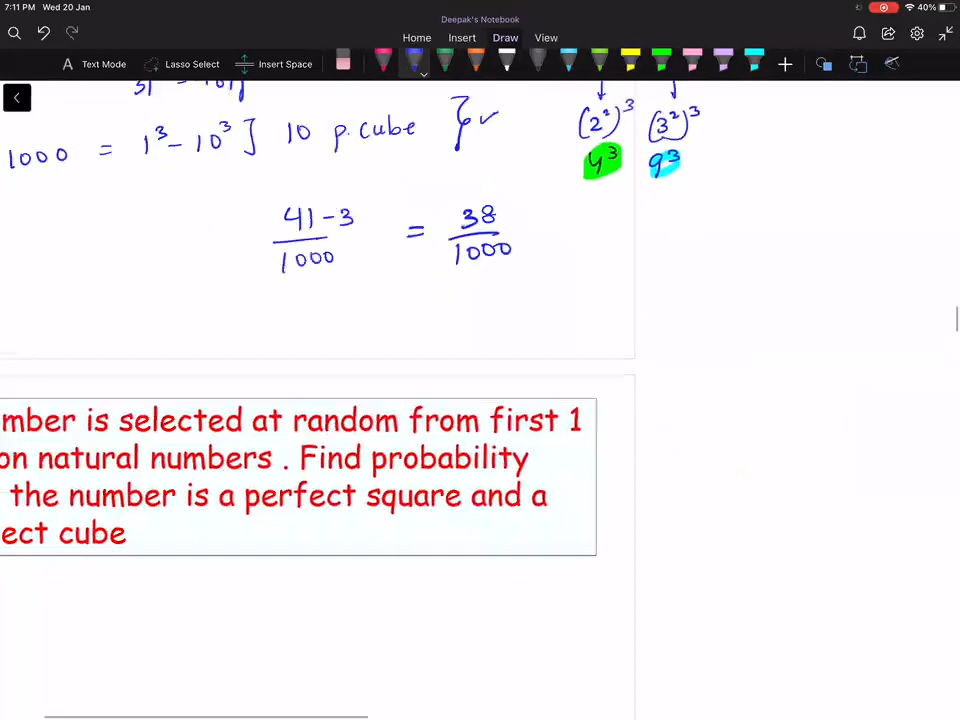 7:11 PM Wed 20 Jan
40%
Deepak's Notebook
Home Insert Draw View
A Text Mode Lasso Select Insert Space
1000 = 1³ - 10³ ] 10 p. cube } ✓
(2²)³ (3²)³
4³ 9³
41 - 3 = 38
1000 1000
mber is selected at random from first 1
on natural numbers . Find probability
the number is a perfect square and a
ect cube